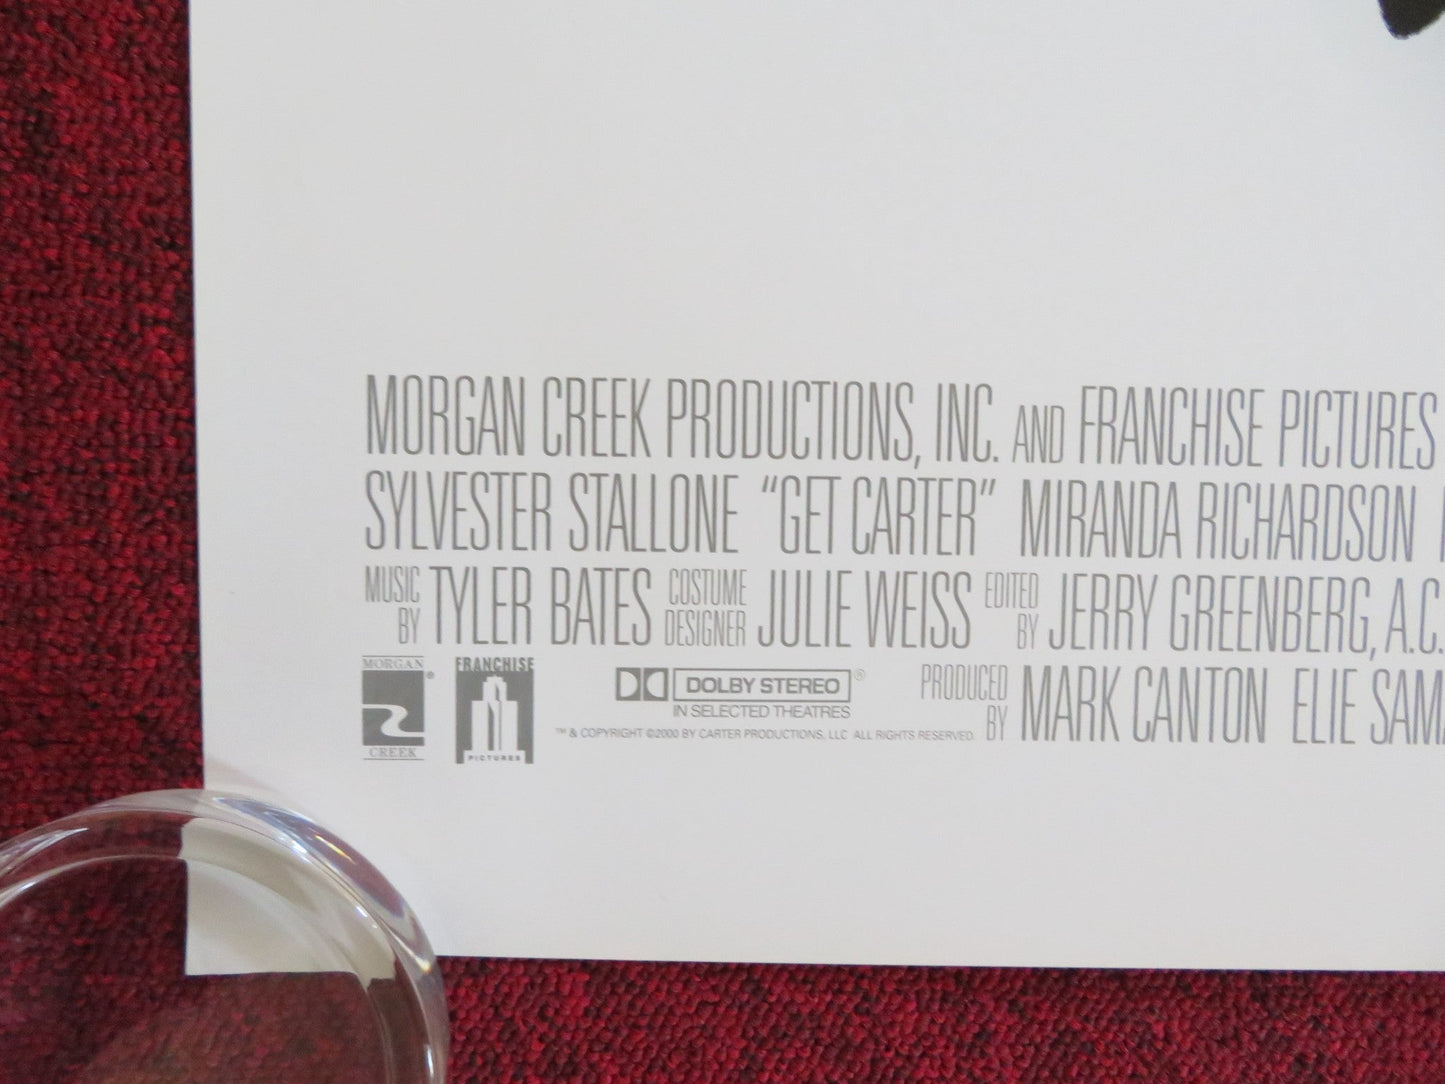 MORGAN CREEK PRODUCTIONS, INC. AND FRANCHISE PICTURES
SYLVESTER STALLONE "GET CARTER" MIRANDA RICHARDSON
MUSIC BY TYLER BATES COSTUME DESIGNER JULIE WEISS EDITED BY JERRY GREENBERG, A.C.
MORGAN CREEK ®
FRANCHISE PICTURES
DOLBY STEREO ®
IN SELECTED THEATRES
PRODUCED BY MARK CANTON ELIE SAM
™ & COPYRIGHT ©2000 BY CARTER PRODUCTIONS, LLC ALL RIGHTS RESERVED.